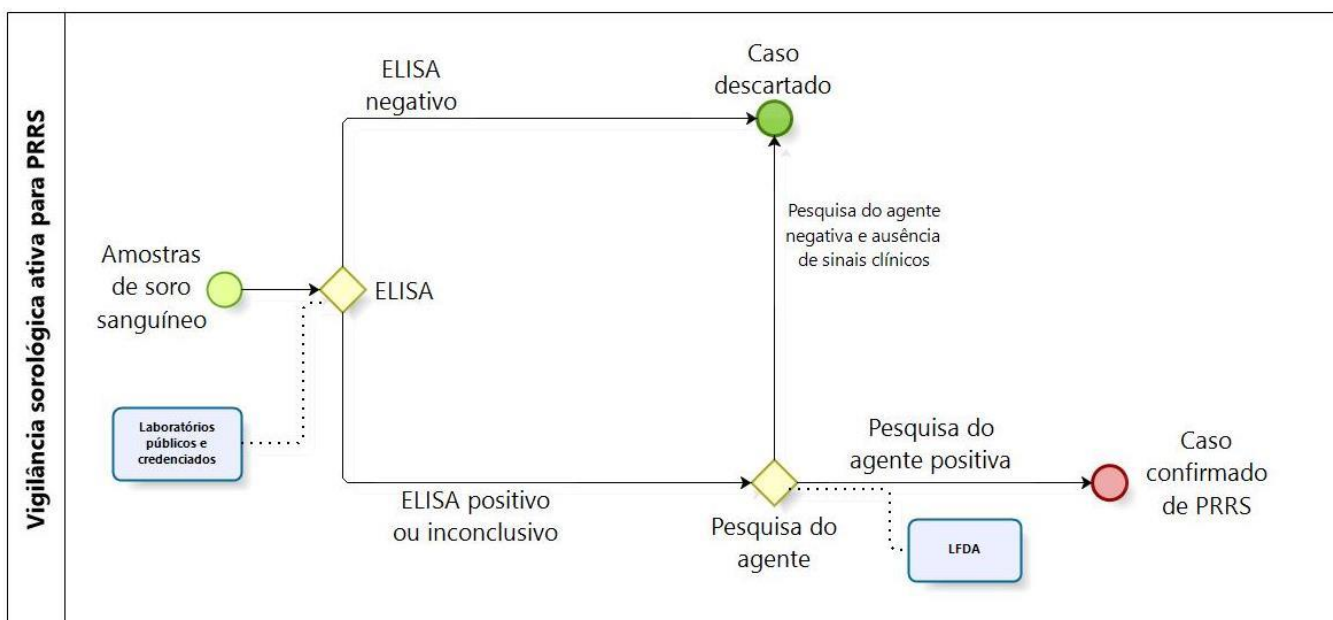 Vigilância sorológica ativa para PRRS
Amostras
de soro
sanguíneo
ELISA
Laboratórios
públicos e
credenciados
ELISA
negativo
Caso
descartado
Pesquisa do agente
negativa e ausência
de sinais clínicos
ELISA positivo
ou inconclusivo
Pesquisa do
agente
Pesquisa do
agente positiva
LFDA
Caso
confirmado
de PRRS